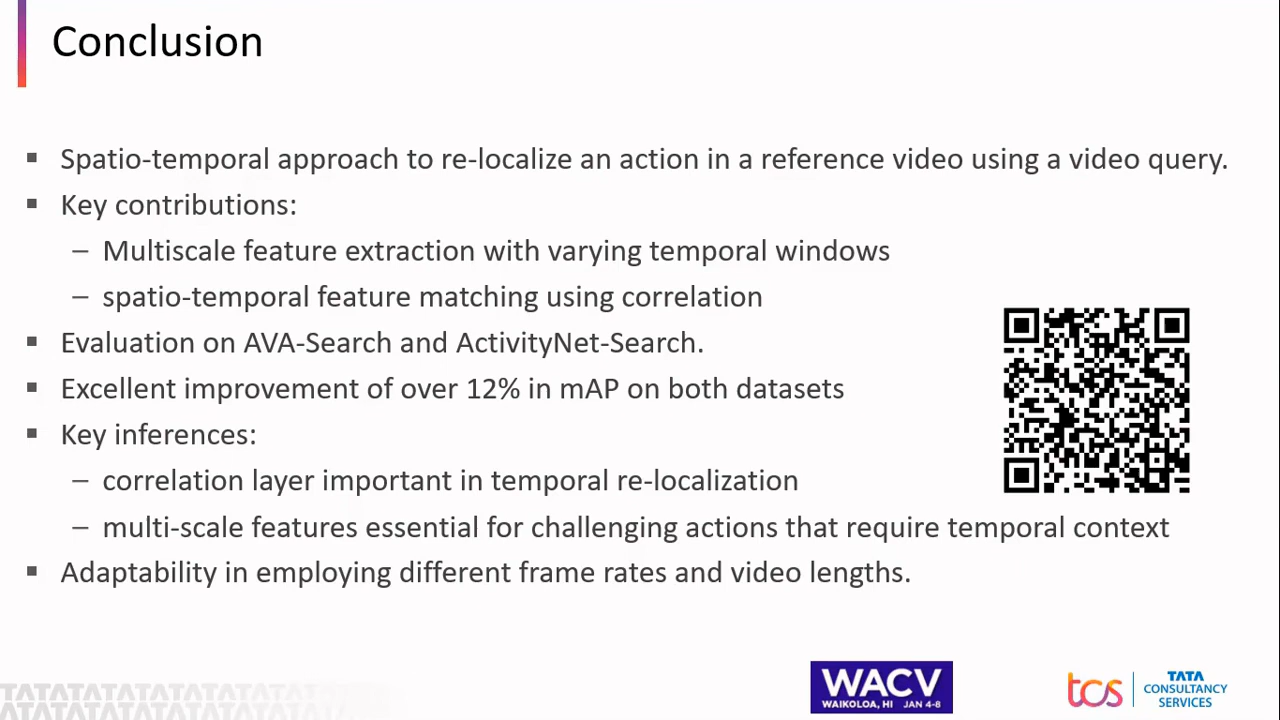 Conclusion
▪ Spatio-temporal approach to re-localize an action in a reference video using a video query.
▪ Key contributions:
– Multiscale feature extraction with varying temporal windows
– spatio-temporal feature matching using correlation
▪ Evaluation on AVA-Search and ActivityNet-Search.
▪ Excellent improvement of over 12% in mAP on both datasets
▪ Key inferences:
– correlation layer important in temporal re-localization
– multi-scale features essential for challenging actions that require temporal context
▪ Adaptability in employing different frame rates and video lengths.
WACV
WAIKOLOA, HI JAN 4-8
tcs
TATA
CONSULTANCY
SERVICES